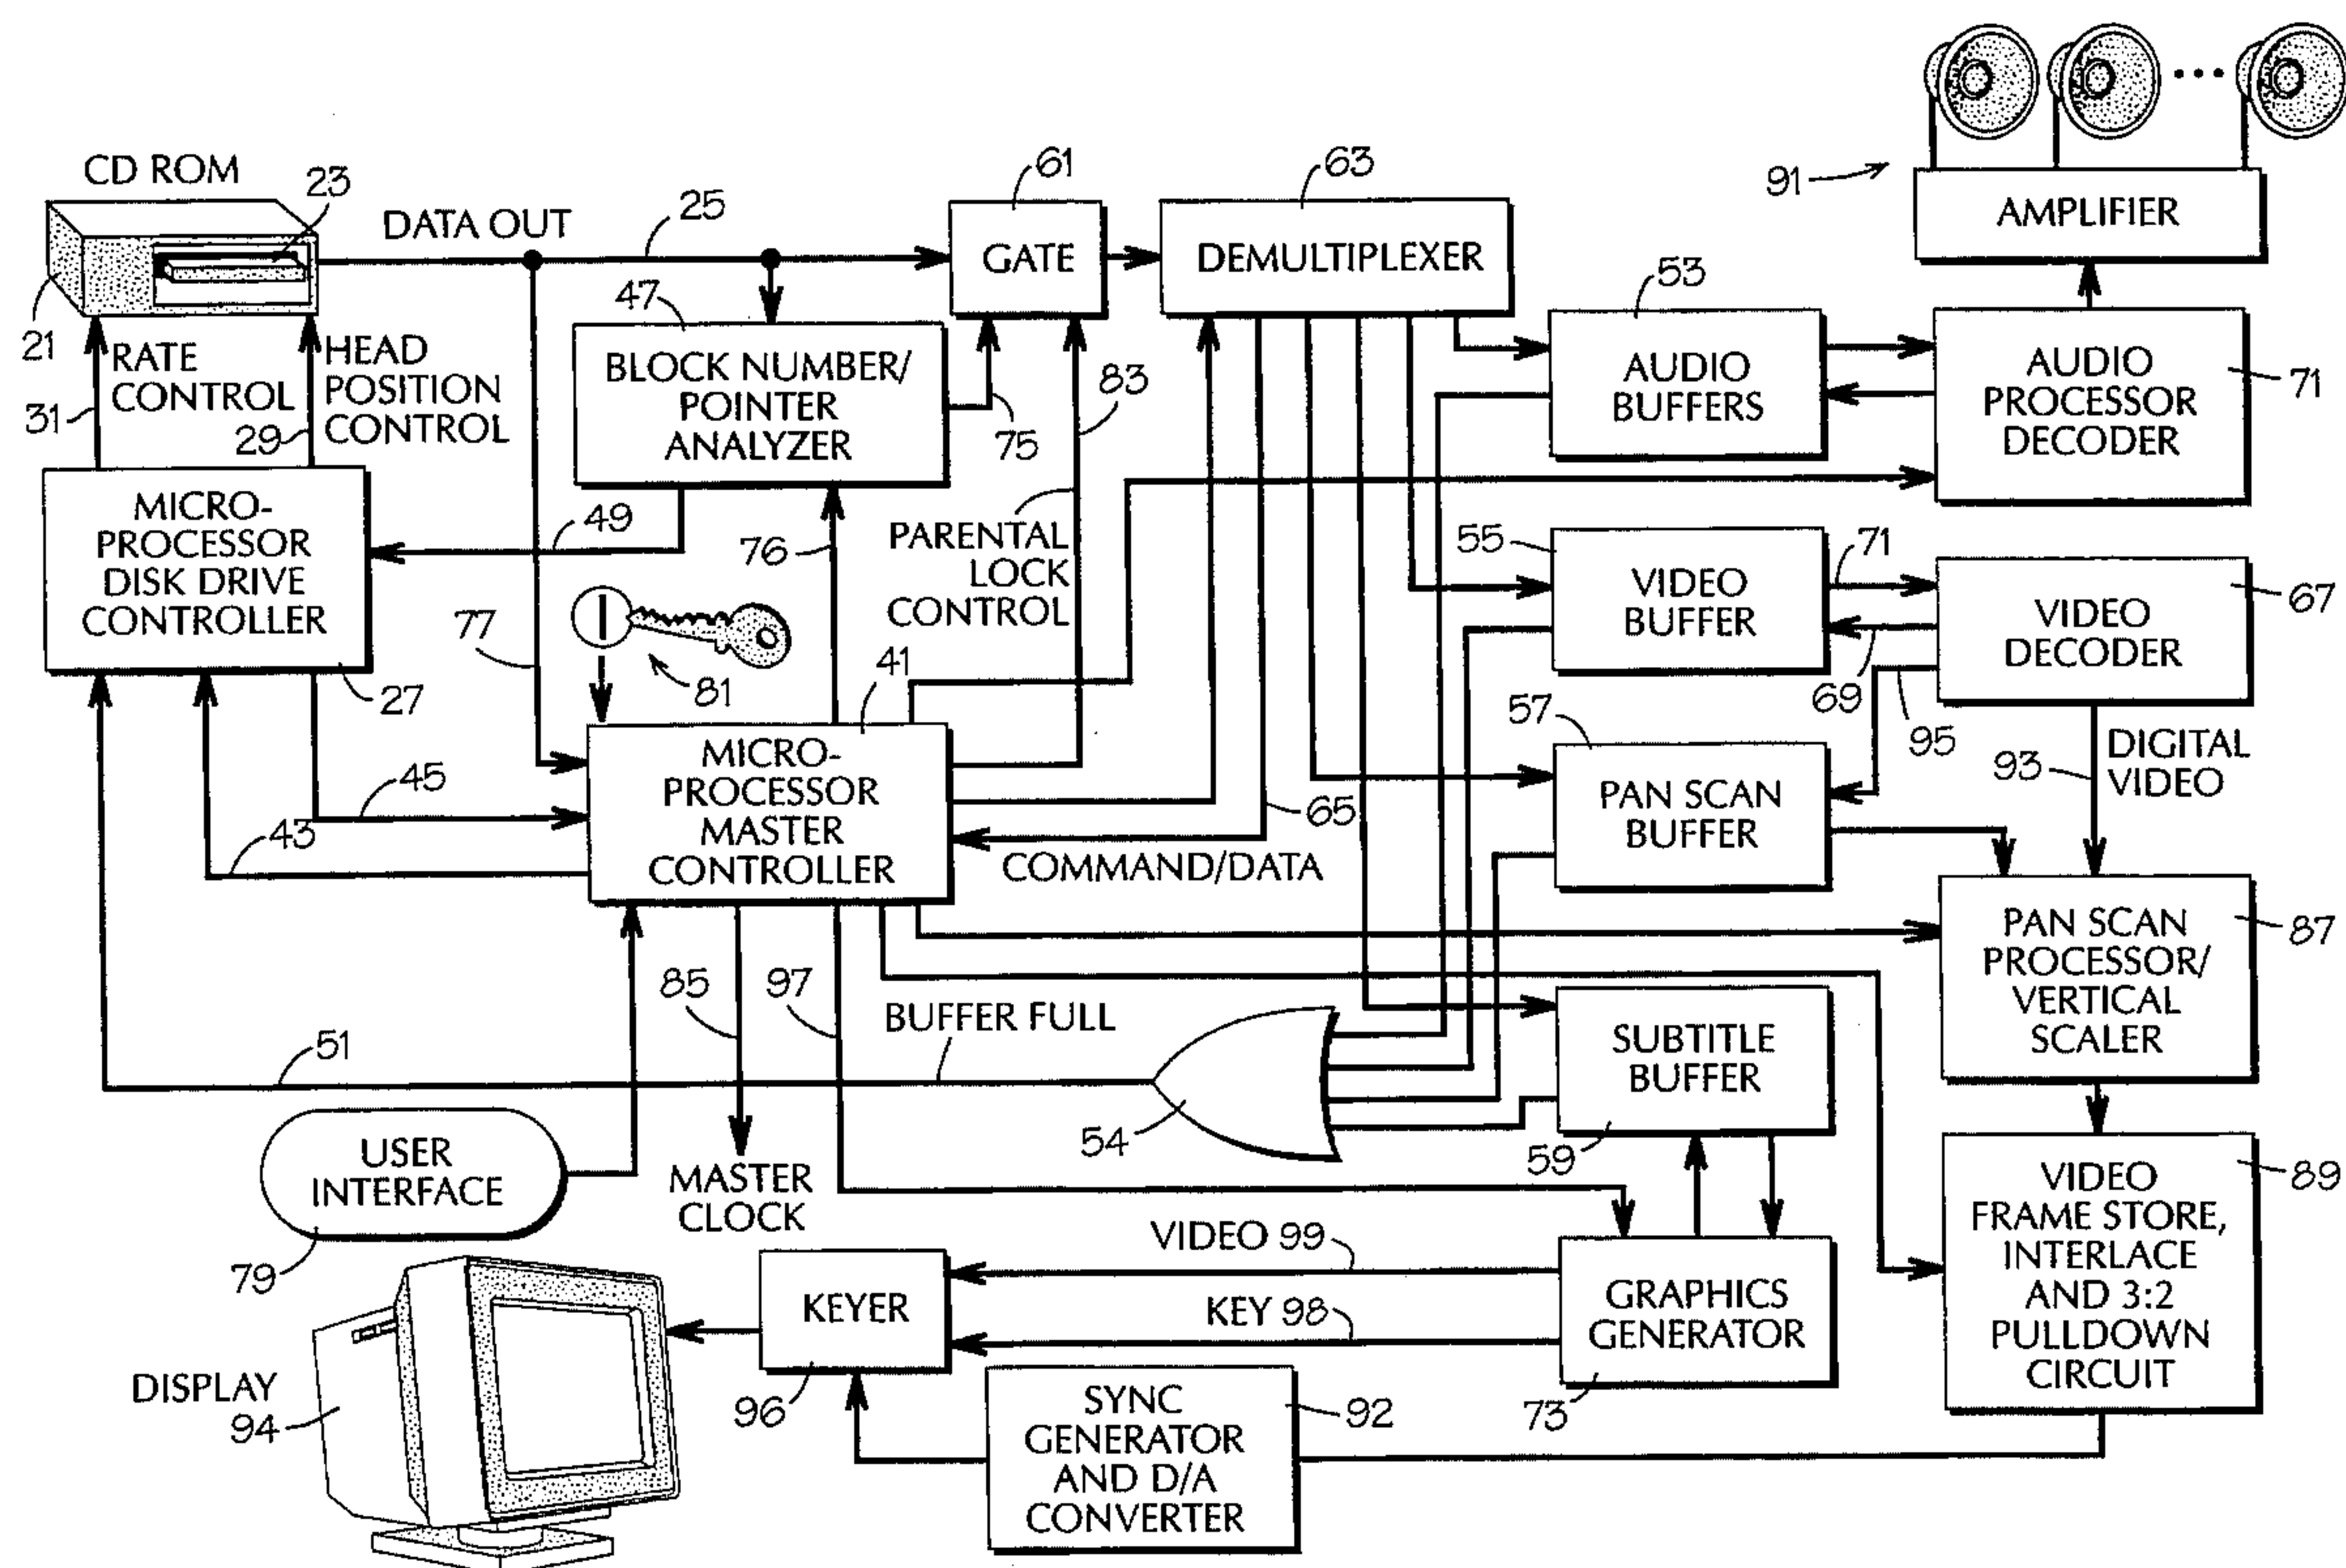 CD ROM
23
21
DATA OUT
25
61
GATE
63
DEMULTIPLEXER
91
AMPLIFIER
RATE
CONTROL
31
HEAD
POSITION
CONTROL
29
47
BLOCK NUMBER/
POINTER
ANALYZER
75
83
53
AUDIO
BUFFERS
AUDIO
PROCESSOR
DECODER
71
MICRO-
PROCESSOR
DISK DRIVE
CONTROLLER
27
49
76
77
81
PARENTAL
LOCK
CONTROL
55
VIDEO
BUFFER
71
69
VIDEO
DECODER
67
95
41
MICRO-
PROCESSOR
MASTER
CONTROLLER
45
43
65
COMMAND/DATA
57
PAN SCAN
BUFFER
93
DIGITAL
VIDEO
PAN SCAN
PROCESSOR/
VERTICAL
SCALER
87
85
97
BUFFER FULL
51
54
SUBTITLE
BUFFER
59
USER
INTERFACE
79
MASTER
CLOCK
VIDEO
FRAME STORE,
INTERLACE
AND 3:2
PULLDOWN
CIRCUIT
89
VIDEO 99
KEY 98
KEYER
96
GRAPHICS
GENERATOR
73
DISPLAY
94
SYNC
GENERATOR
AND D/A
CONVERTER
92